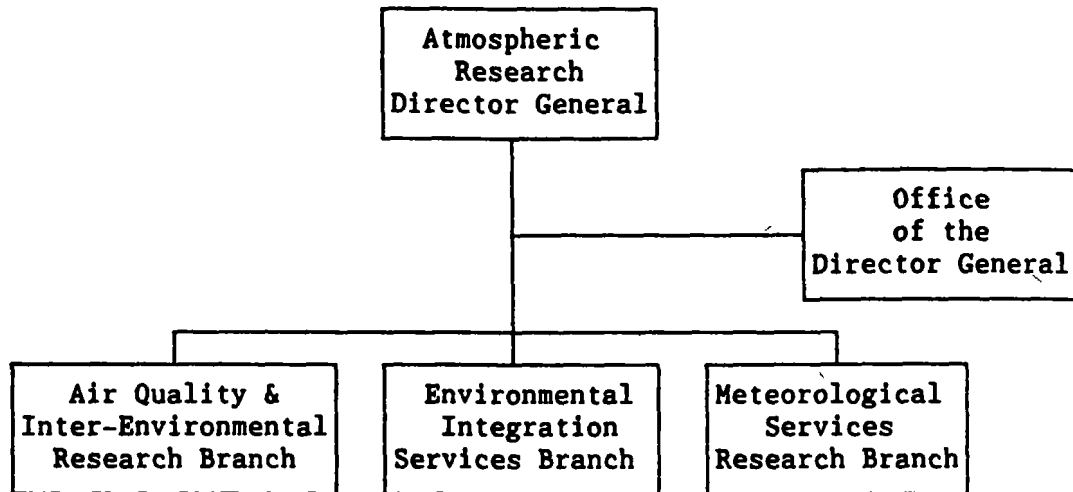 Atmospheric
Research
Director General
Office
of the
Director General
Air Quality &
Inter-Environmental
Research Branch
Environmental
Integration
Services Branch
Meteorological
Services
Research Branch